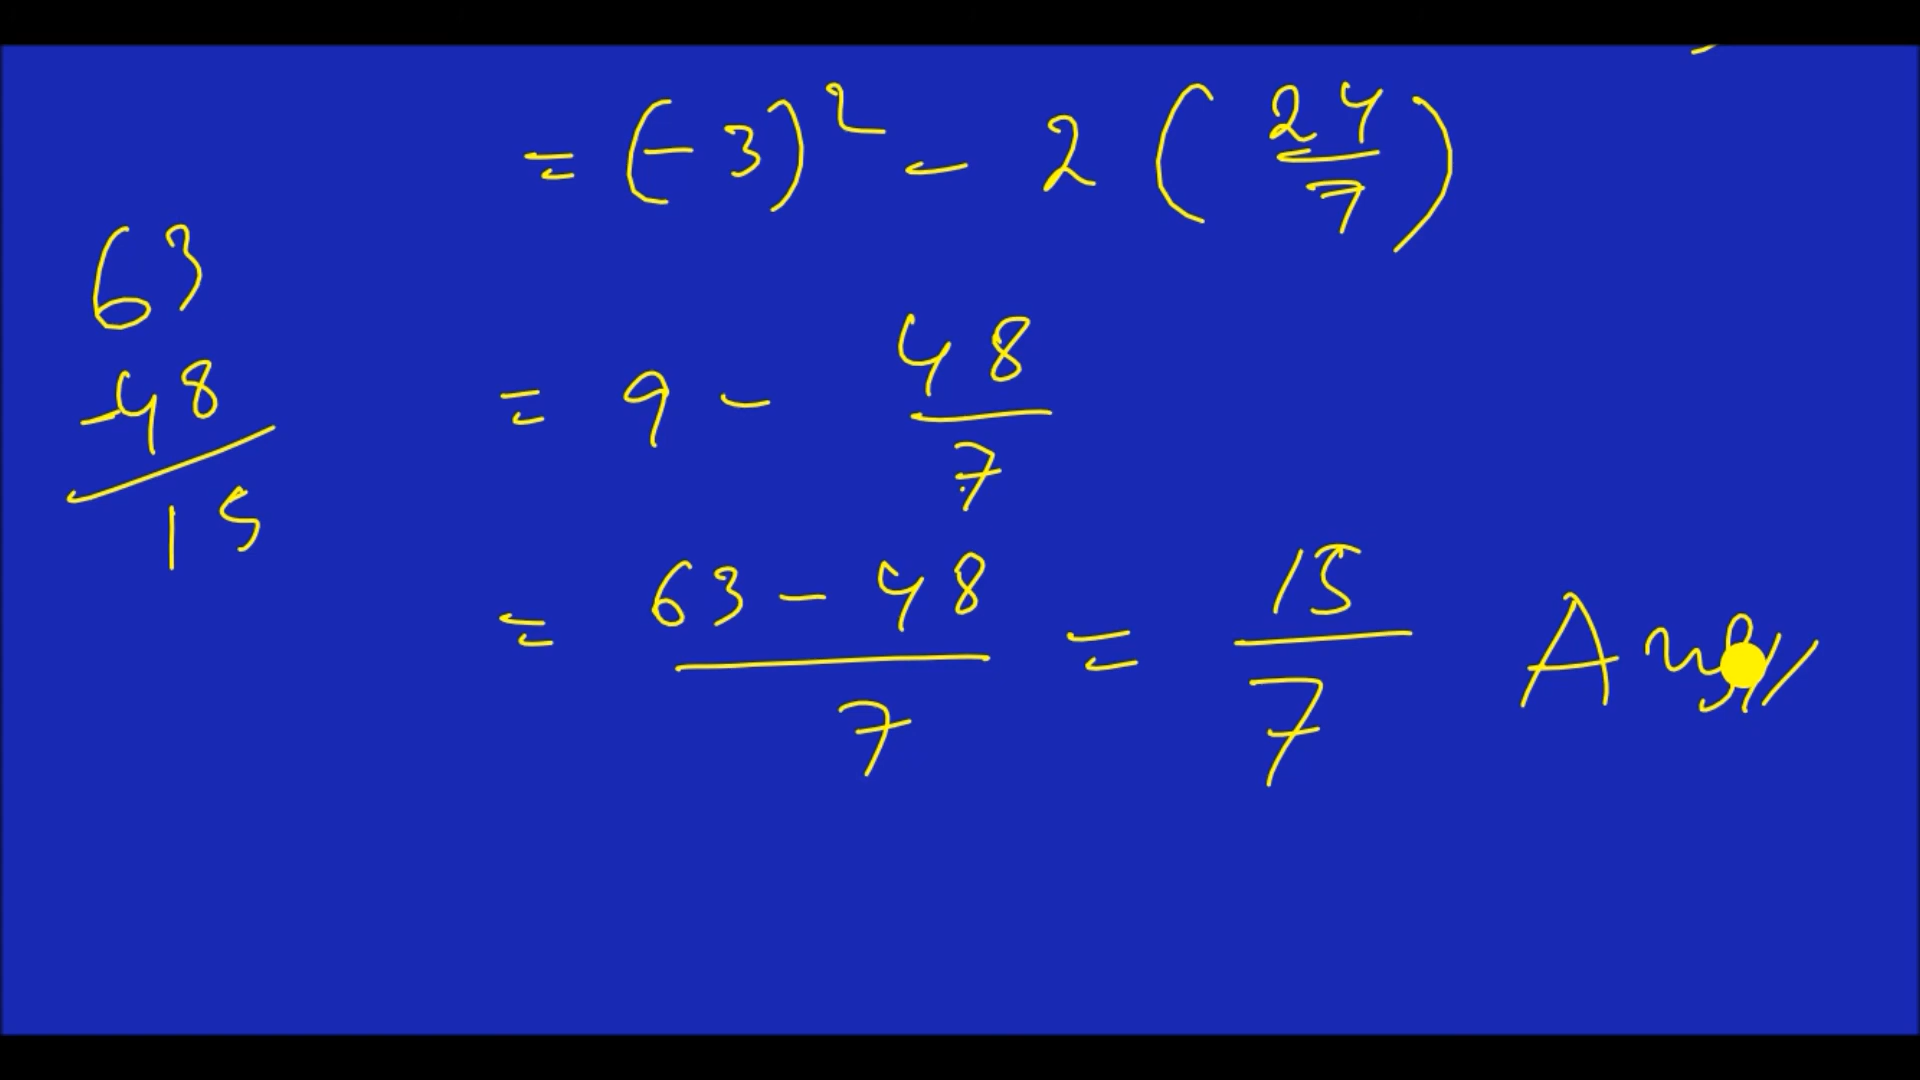 = (-3)² - 2 (24/7)
63
-48
15
= 9 - 48/7
= 63 - 48/7 = 15/7 Ans//